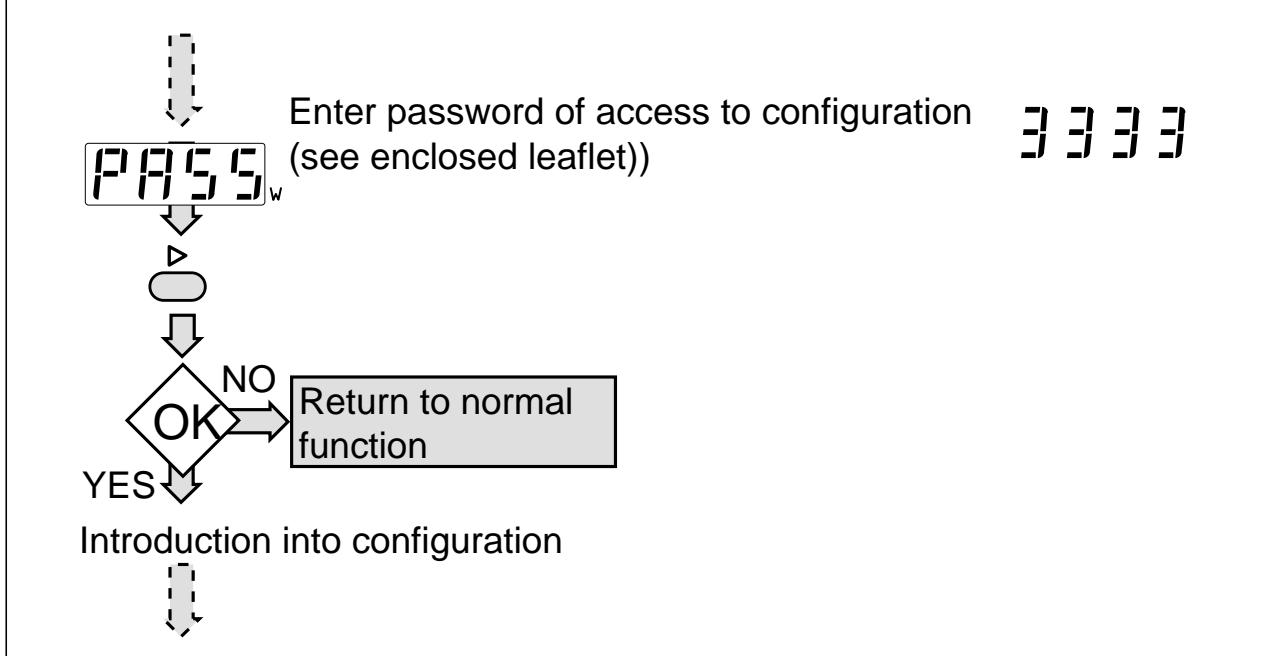 Enter password of access to configuration
(see enclosed leaflet))
3333
PASS
W
NO
OK
Return to normal
function
YES
Introduction into configuration